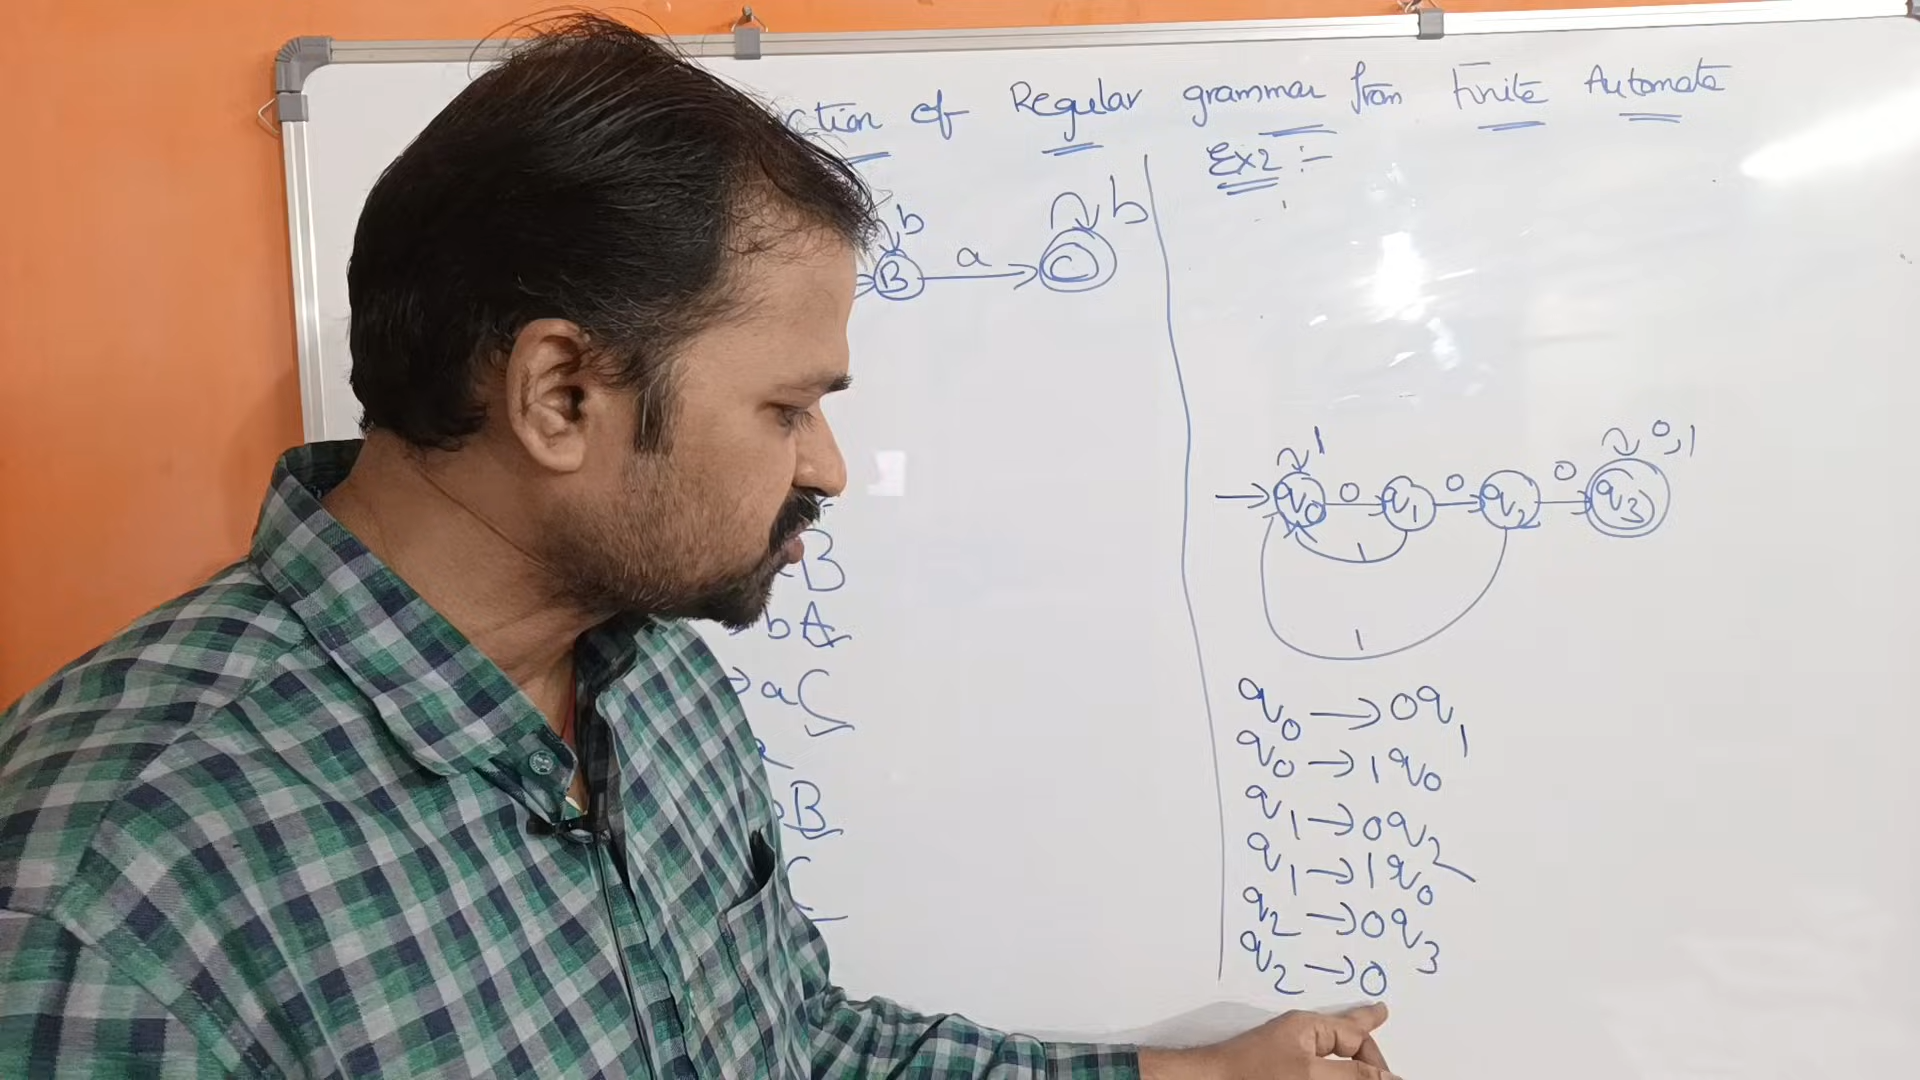 of Regular grammar from Finite Automata
Ex2 :-
b
b
B
a
C
1
0,1
q0
0
q1
0
q2
0
q3
1
1
B
bA
→ aC
B
C
q0 → 0q1
q0 → 1q0
q1 → 0q2
q1 → 1q0
q2 → 0q3
q2 → 0